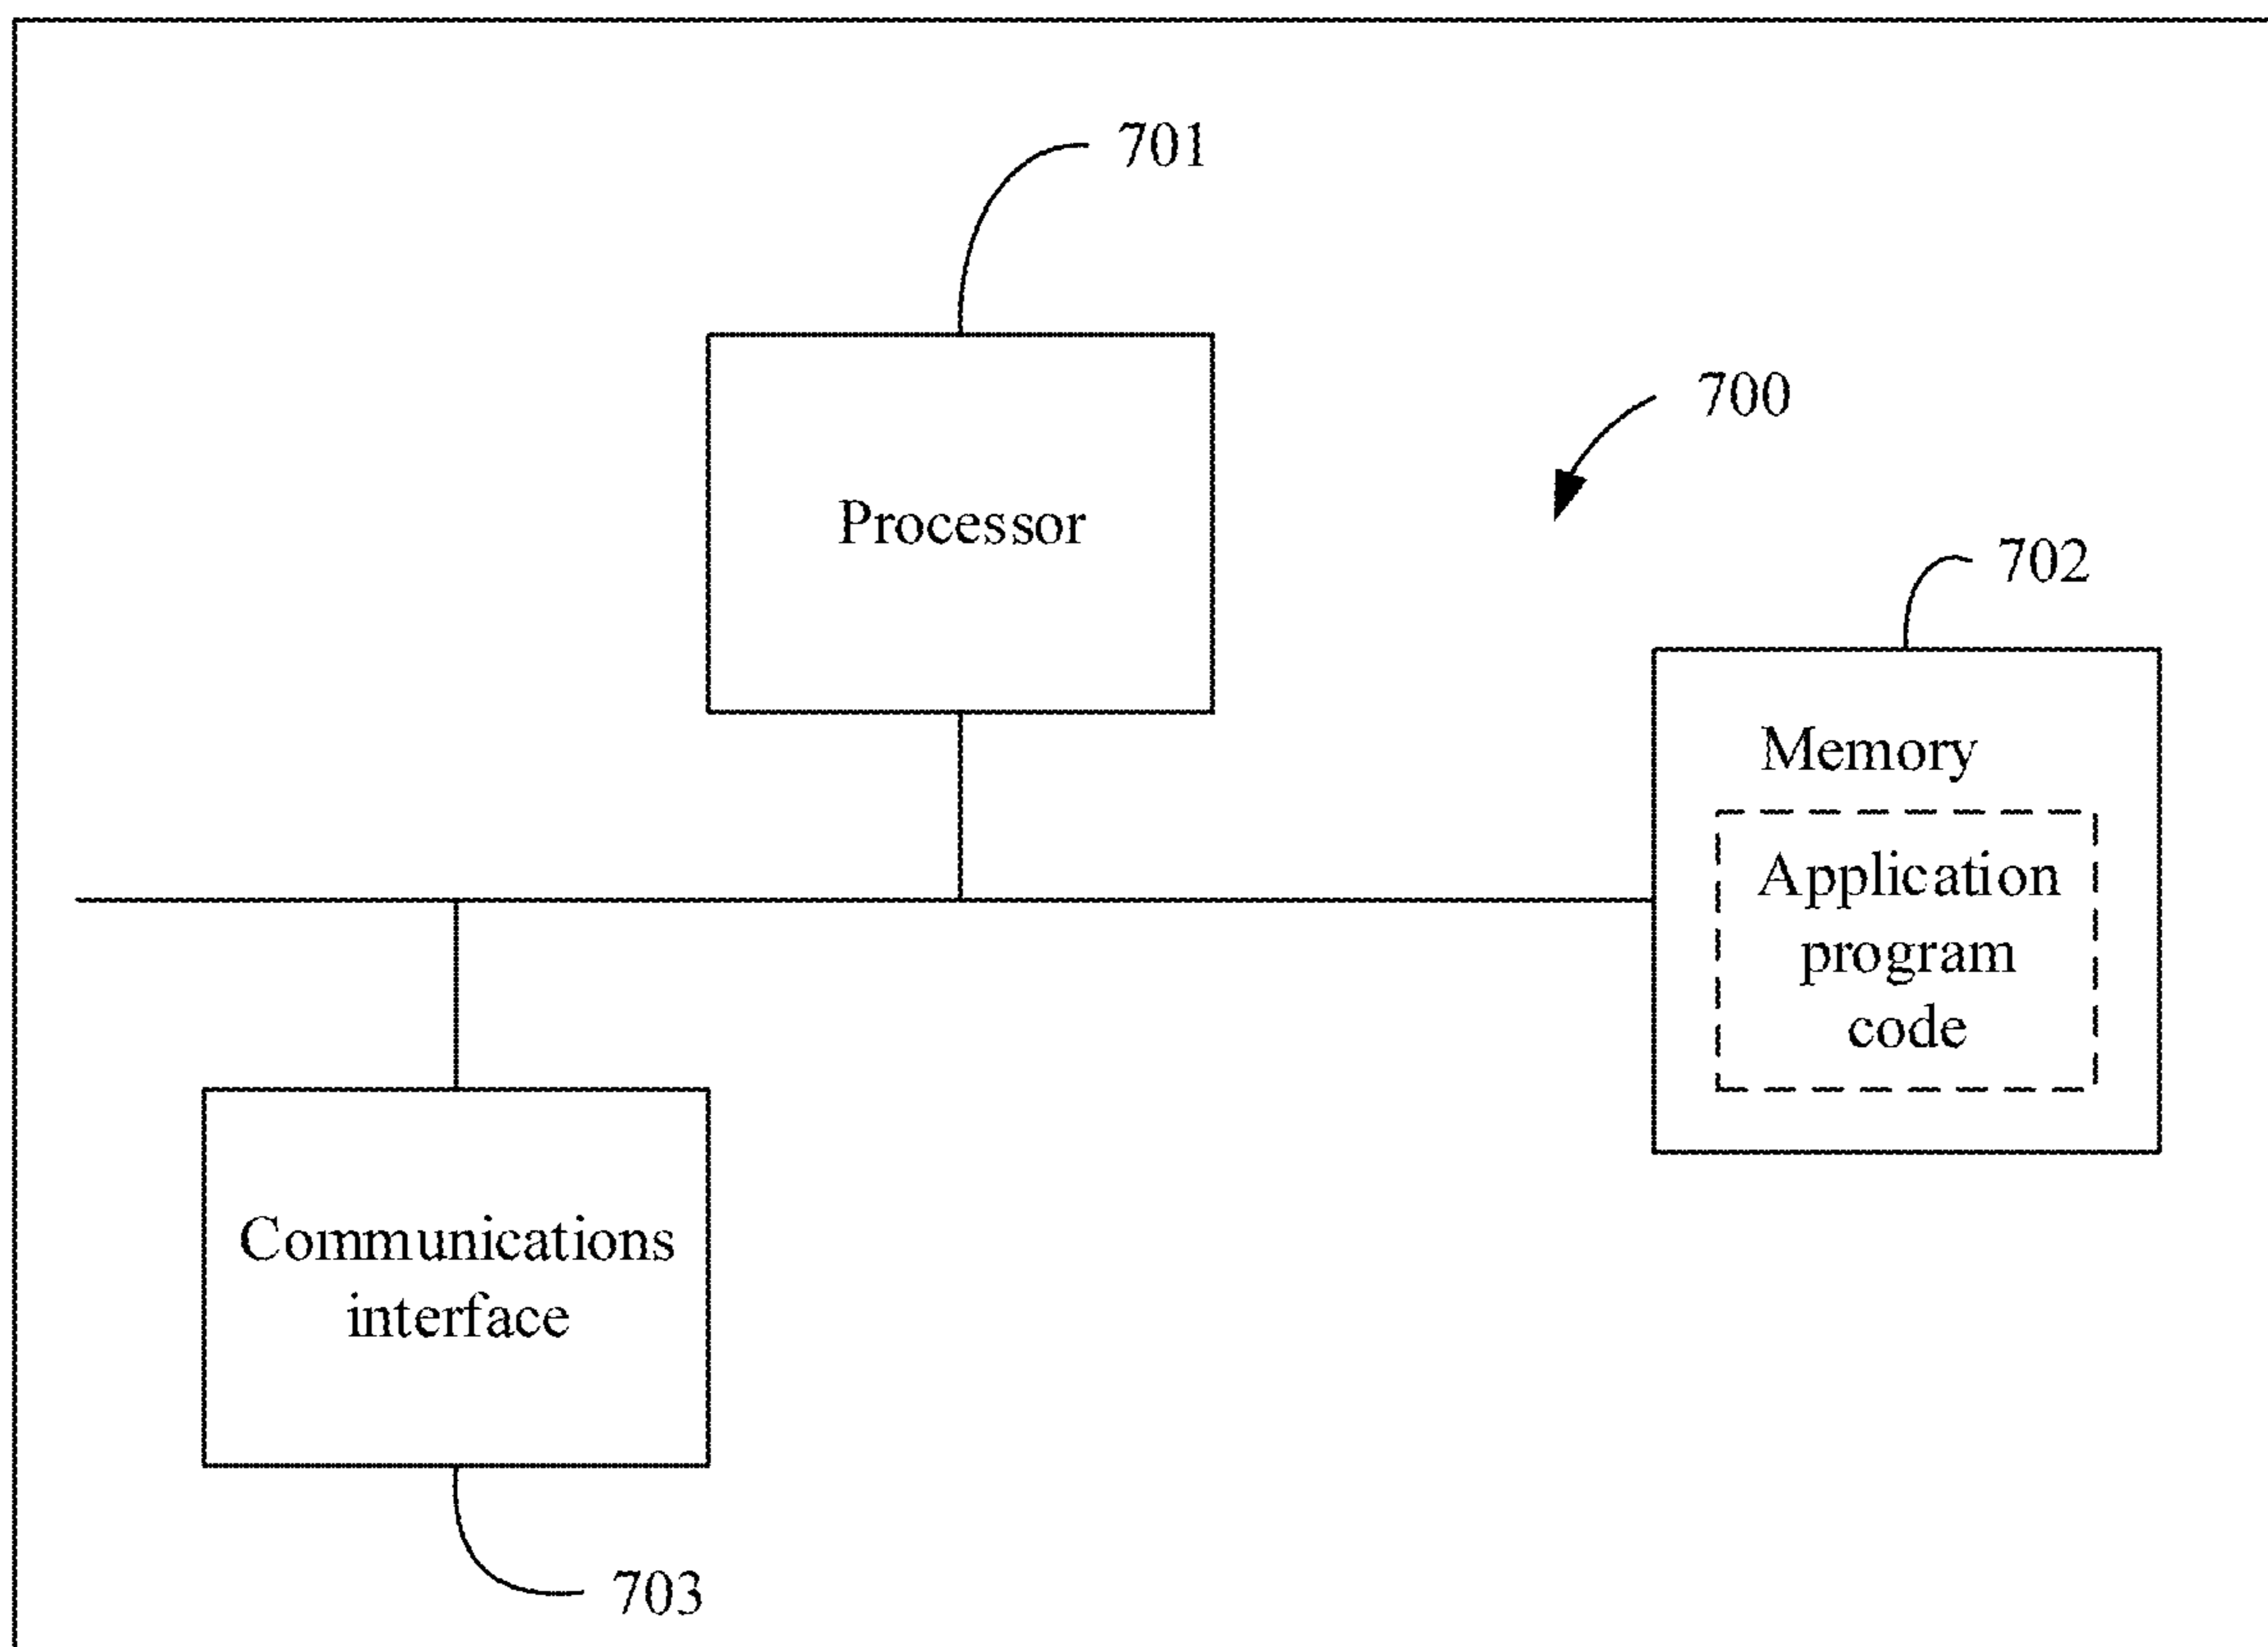 701
700
Processor
702
Memory
Application
program
code
Communications
interface
703